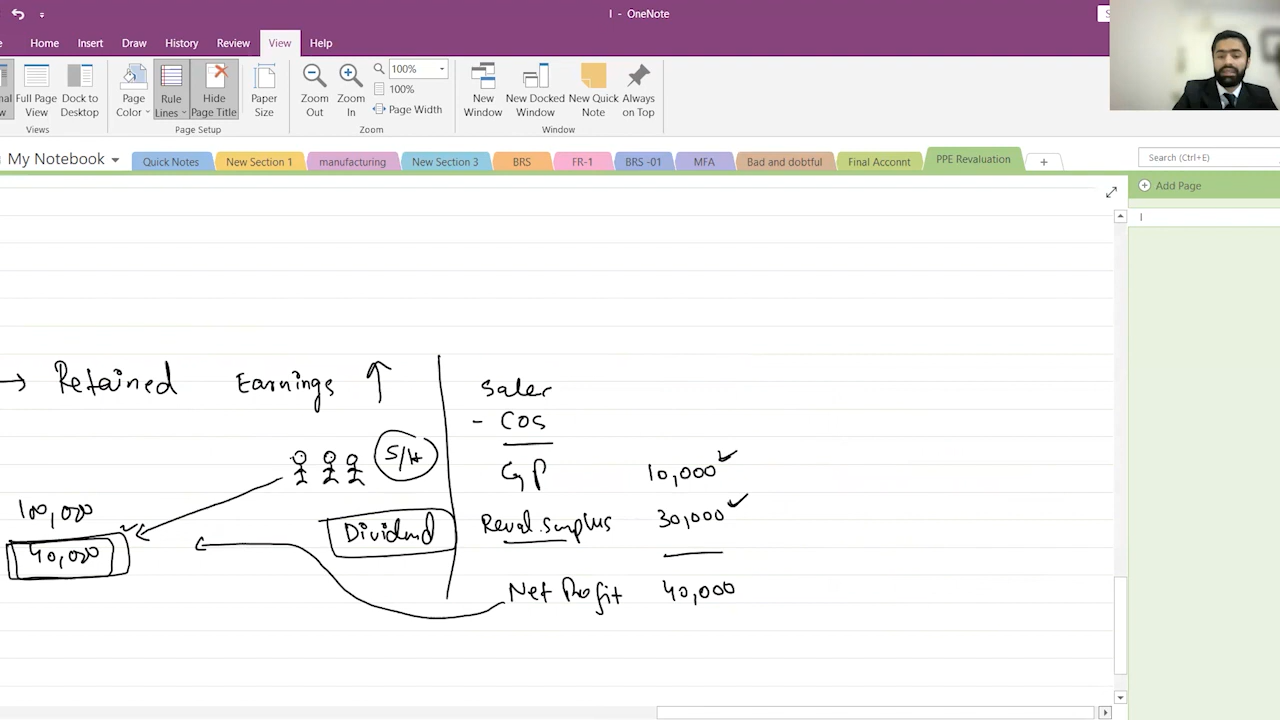 I - OneNote
Home Insert Draw History Review View Help
Full Page View
Dock to Desktop
Views
Page Color
Rule Lines
Hide Page Title
Paper Size
Page Setup
Zoom Out
Zoom In
100%
100%
Page Width
Zoom
New Window
New Docked Window
New Quick Note
Always on Top
Window
My Notebook
Quick Notes New Section 1 manufacturing New Section 3 BRS FR-1 BRS -01 MFA Bad and dobtful Final Acconnt PPE Revaluation
Search (Ctrl+E)
Add Page
I
→ Retained Earnings ↑
S/H
100,000
40,000
Dividend
Sales
- COS
GP 10,000 ✓
Reval.surplus 30,000 ✓
Net Profit 40,000